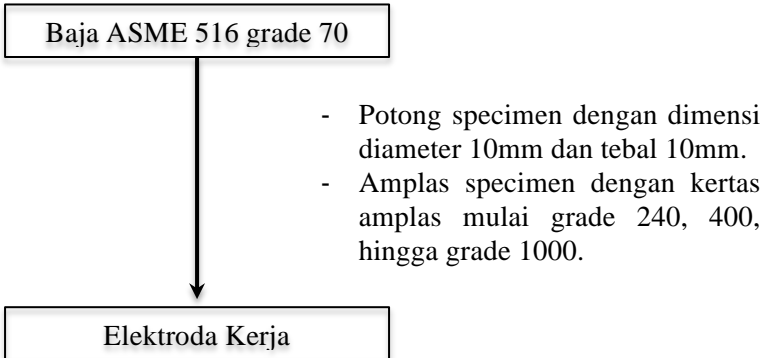 Baja ASME 516 grade 70
- Potong specimen dengan dimensi
diameter 10mm dan tebal 10mm.
- Amplas specimen dengan kertas
amplas mulai grade 240, 400,
hingga grade 1000.
Elektroda Kerja